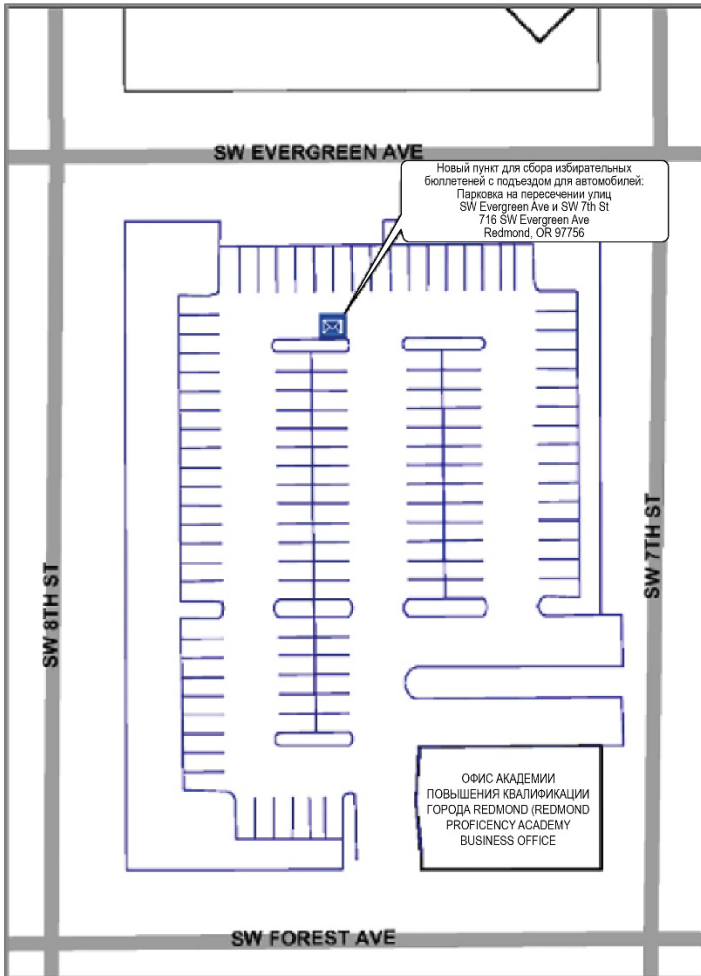 SW EVERGREEN AVE
Новый пункт для сбора избирательных
бюллетеней с подъездом для автомобилей:
Парковка на пересечении улиц
SW Evergreen Ave и SW 7th St
716 SW Evergreen Ave
Redmond, OR 97756
SW 8TH ST
SW 7TH ST
ОФИС АКАДЕМИИ
ПОВЫШЕНИЯ КВАЛИФИКАЦИИ
ГОРОДА REDMOND (REDMOND
PROFICENCY ACADEMY
BUSINESS OFFICE
SW FOREST AVE